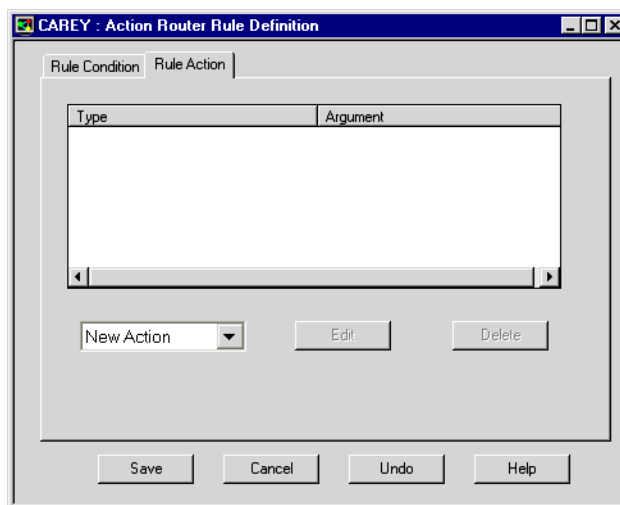 CAREY : Action Router Rule Definition
Rule Condition Rule Action
Type Argument
New Action Edit Delete
Save Cancel Undo Help